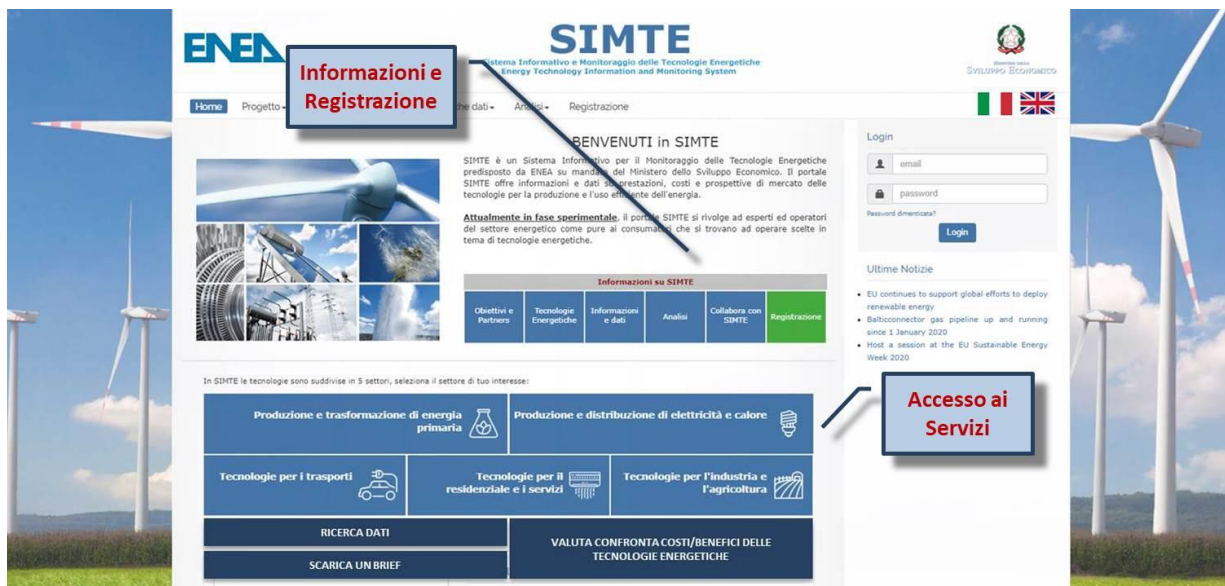 ENEA
SIMTE
Sistema Informativo e Monitoraggio delle Tecnologie Energetiche
Energy Technology Information and Monitoring System
SVILUPPO ECONOMICO
Informazioni e
Registrazione
Home Progetto che dati Analisi Registrazione
BENVENUTI in SIMTE
SIMTE è un Sistema Informativo per il Monitoraggio delle Tecnologie Energetiche
predisposto da ENEA su mandato del Ministero dello Sviluppo Economico. Il portale
SIMTE offre informazioni e dati su prestazioni, costi e prospettive di mercato delle
tecnologie per la produzione e l'uso efficiente dell'energia.
Attualmente in fase sperimentale, il portale SIMTE si rivolge ad esperti ed operatori
del settore energetico come pure ai consumatori che si trovano ad operare scelte in
tema di tecnologie energetiche.
Informazioni su SIMTE
Obiettivi e
Partners
Tecnologie
Energetiche
Informazioni
e dati
Analisi
Collabora con
SIMTE
Registrazione
Login
email
password
Password dimenticata?
Login
Ultime Notizie
EU continues to support global efforts to deploy
renewable energy
Balticconnector gas pipeline up and running
since 1 January 2020
Host a session at the EU Sustainable Energy
Week 2020
In SIMTE le tecnologie sono suddivise in 5 settori, seleziona il settore di tuo interesse:
Accesso ai
Servizi
Produzione e trasformazione di energia
primaria
Produzione e distribuzione di elettricità e calore
Tecnologie per i trasporti
Tecnologie per il
residenziale e i servizi
Tecnologie per l'industria e
l'agricoltura
RICERCA DATI
SCARICA UN BRIEF
VALUTA CONFRONTA COSTI/BENEFICI DELLE
TECNOLOGIE ENERGETICHE